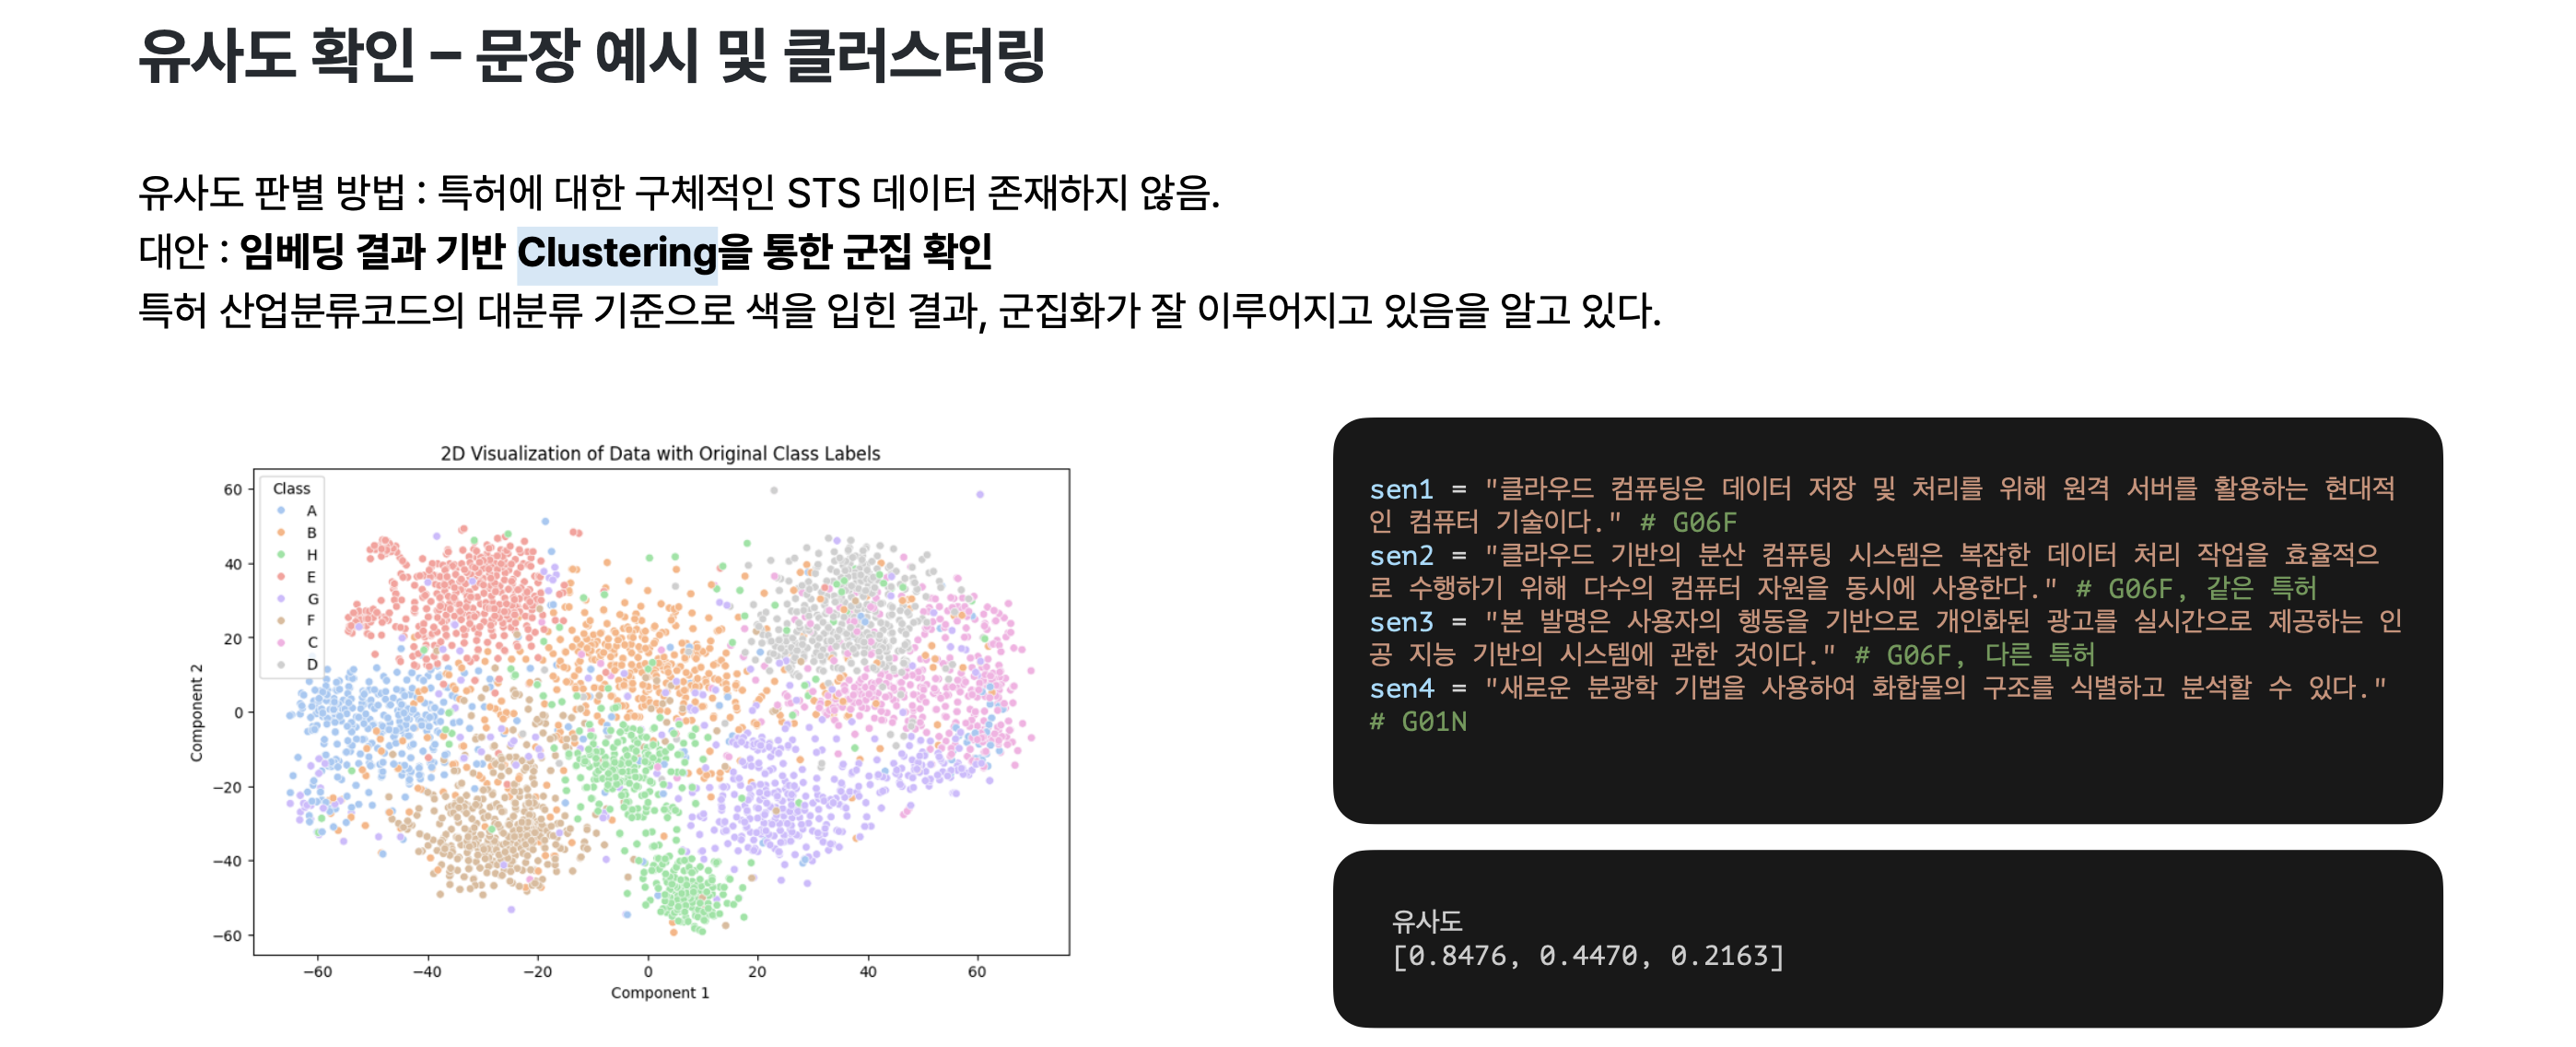 유사도 확인 – 문장 예시 및 클러스터링
유사도 판별 방법 : 특허에 대한 구체적인 STS 데이터 존재하지 않음.
대안 : 임베딩 결과 기반 Clustering을 통한 군집 확인
특허 산업분류코드의 대분류 기준으로 색을 입힌 결과, 군집화가 잘 이루어지고 있음을 알고 있다.
2D Visualization of Data with Original Class Labels
Class
A
B
H
E
G
F
C
D
60
40
20
0
−20
−40
−60
Component 2
−60
−40
−20
0
20
40
60
Component 1
sen1 = "클라우드 컴퓨팅은 데이터 저장 및 처리를 위해 원격 서버를 활용하는 현대적
인 컴퓨터 기술이다." # G06F
sen2 = "클라우드 기반의 분산 컴퓨팅 시스템은 복잡한 데이터 처리 작업을 효율적으
로 수행하기 위해 다수의 컴퓨터 자원을 동시에 사용한다." # G06F, 같은 특허
sen3 = "본 발명은 사용자의 행동을 기반으로 개인화된 광고를 실시간으로 제공하는 인
공 지능 기반의 시스템에 관한 것이다." # G06F, 다른 특허
sen4 = "새로운 분광학 기법을 사용하여 화합물의 구조를 식별하고 분석할 수 있다."
# G01N
유사도
[0.8476, 0.4470, 0.2163]